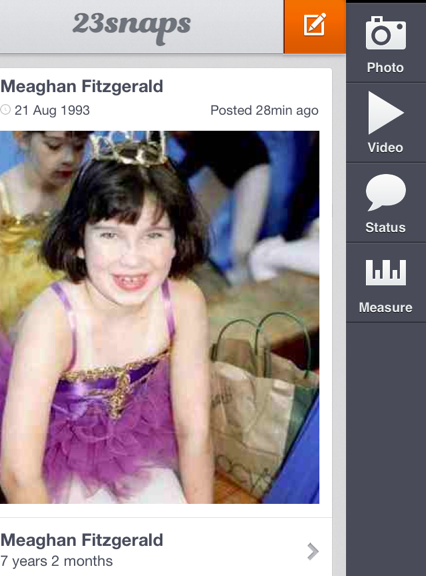 23snaps
Meaghan Fitzgerald
21 Aug 1993
Posted 28min ago
macys
Meaghan Fitzgerald
7 years 2 months
Photo
Video
Status
Measure